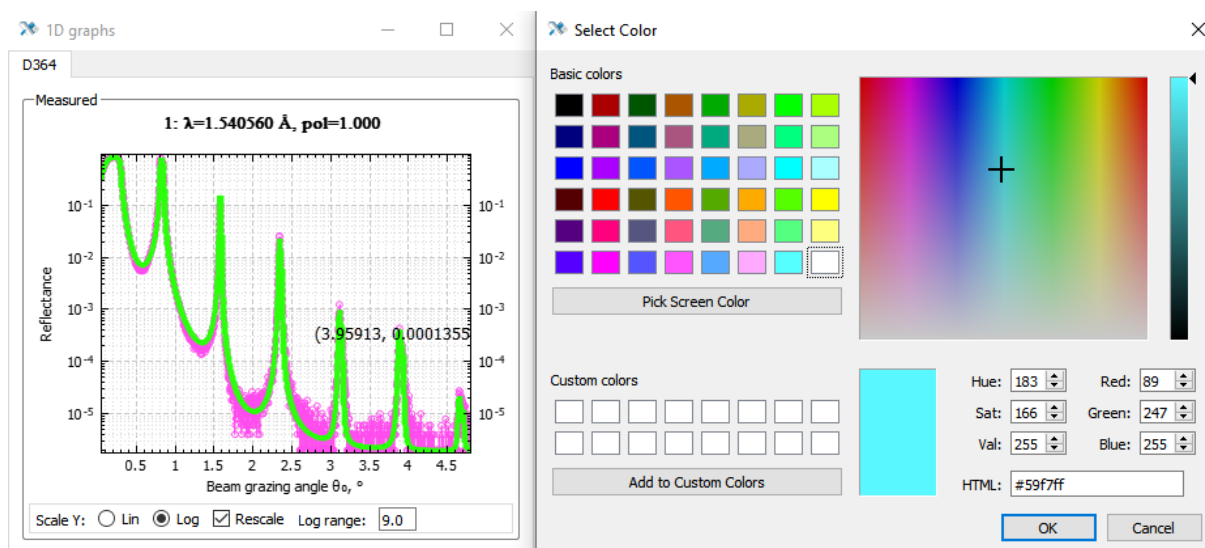 1D graphs
D364
Measured
1: λ=1.540560 Å, pol=1.000
10⁻¹ 10⁻¹
10⁻² 10⁻²
10⁻³ 10⁻³
(3.95913, 0.0001355
10⁻⁴ 10⁻⁴
10⁻⁵ 10⁻⁵
Reflectance
0.5 1 1.5 2 2.5 3 3.5 4 4.5
Beam grazing angle θ₀, °
Scale Y: Lin Log Rescale Log range: 9.0
Select Color
Basic colors
Pick Screen Color
Custom colors
Add to Custom Colors
Hue: 183 Red: 89
Sat: 166 Green: 247
Val: 255 Blue: 255
HTML: #59f7ff
OK Cancel